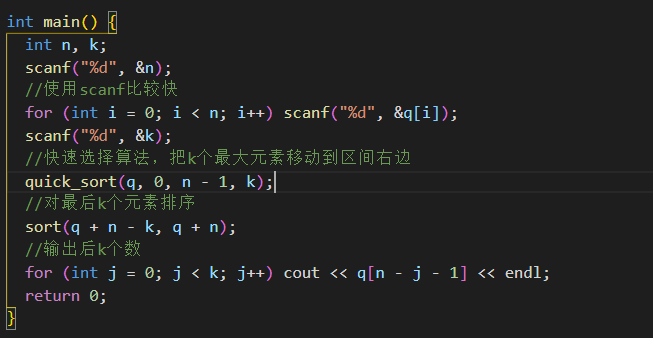 int main() {
int n, k;
scanf("%d", &n);
//使用scanf比较快
for (int i = 0; i < n; i++) scanf("%d", &q[i]);
scanf("%d", &k);
//快速选择算法，把k个最大元素移动到区间右边
quick_sort(q, 0, n - 1, k);
//对最后k个元素排序
sort(q + n - k, q + n);
//输出后k个数
for (int j = 0; j < k; j++) cout << q[n - j - 1] << endl;
return 0;
}